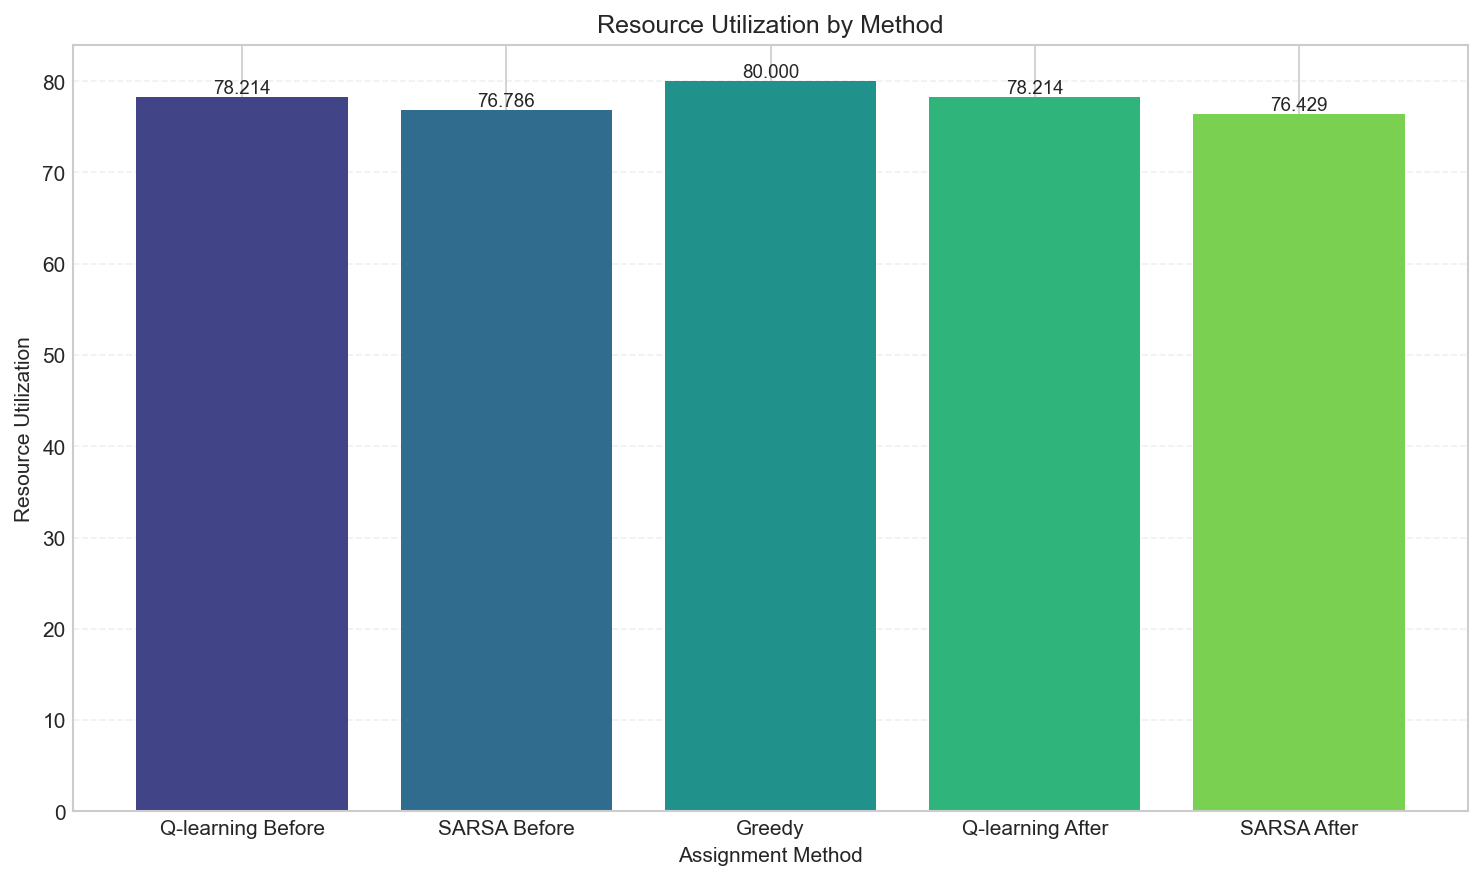 Resource Utilization by Method
Resource Utilization
80
70
60
50
40
30
20
10
0
78.214
76.786
80.000
78.214
76.429
Q-learning Before
SARSA Before
Greedy
Q-learning After
SARSA After
Assignment Method